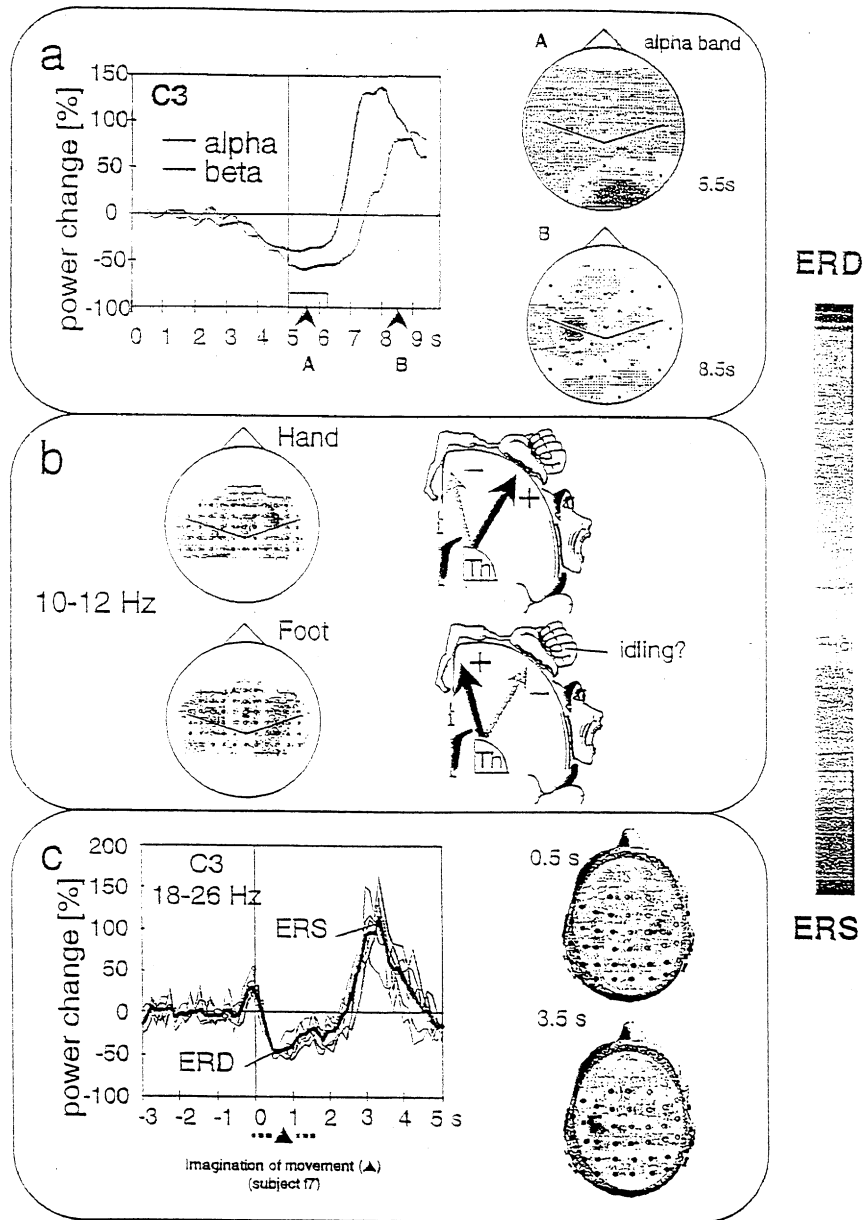 a
C3
alpha
beta
power change [%]
150
100
50
0
-50
-100
0 1 2 3 4 5 6 7 8 9 s
A B
A alpha band
5.5s
B
8.5s
ERD
ERS
b
Hand
10-12 Hz
Foot
- +
Th
+ -
Th
idling?
c
C3
18-26 Hz
ERS
ERD
power change [%]
200
150
100
50
0
-50
-100
-3 -2 -1 0 1 2 3 4 5 s
Imagination of movement (▲)
(subject f7)
0.5 s
3.5 s